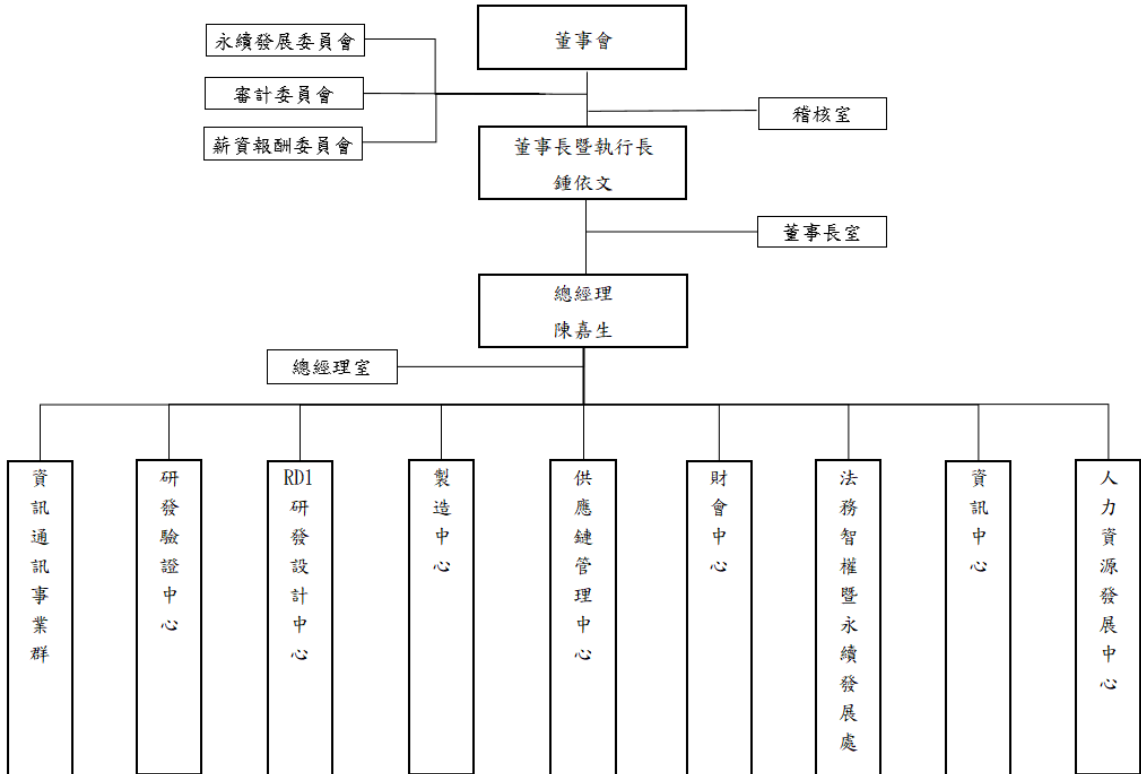 董事會
永續發展委員會
審計委員會
薪資報酬委員會
稽核室
董事長暨執行長
鍾依文
董事長室
總經理
陳嘉生
總經理室
資訊通訊事業群
研發驗證中心
RD1研發設計中心
製造中心
供應鏈管理中心
財會中心
法務智權暨永續發展處
資訊中心
人力資源發展中心